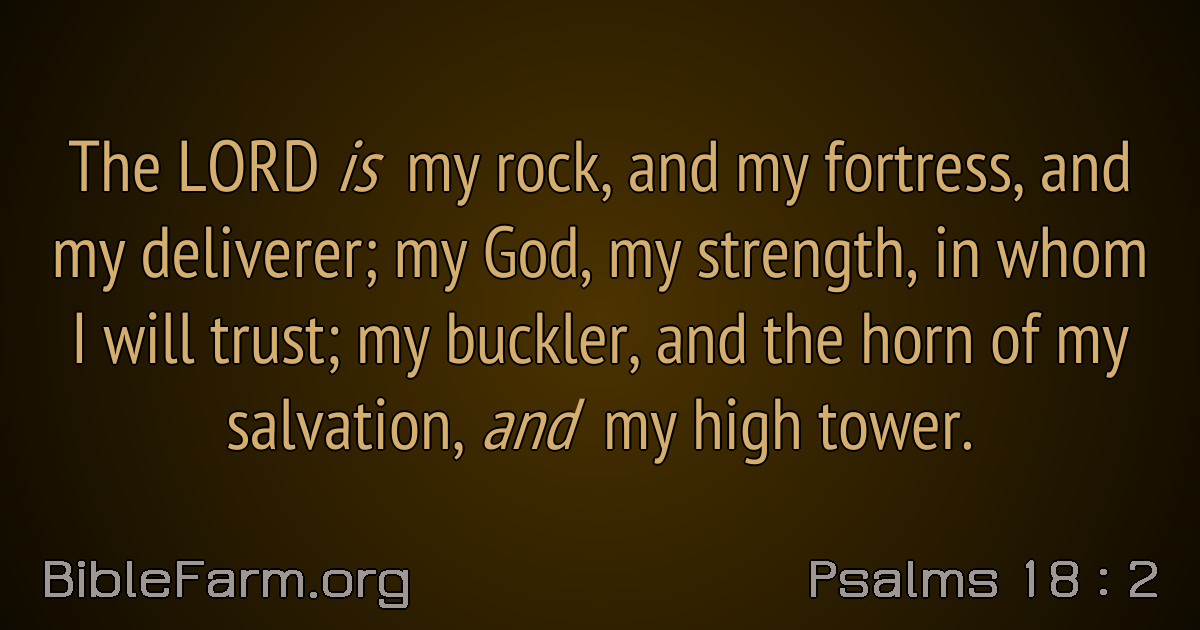 The LORD is my rock, and my fortress, and
my deliverer; my God, my strength, in whom
I will trust; my buckler, and the horn of my
salvation, and my high tower.
BibleFarm.org
Psalms 18 : 2